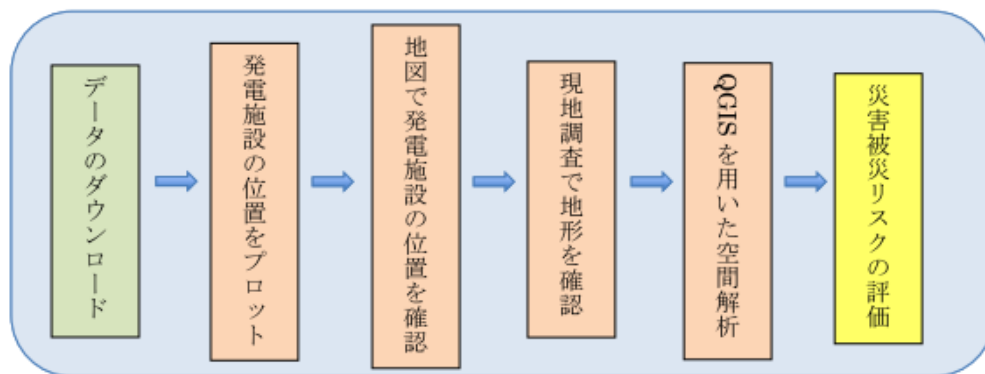 データのダウンロード
発電施設の位置をプロット
地図で発電施設の位置を確認
現地調査で地形を確認
QGISを用いた空間解析
災害被災リスクの評価